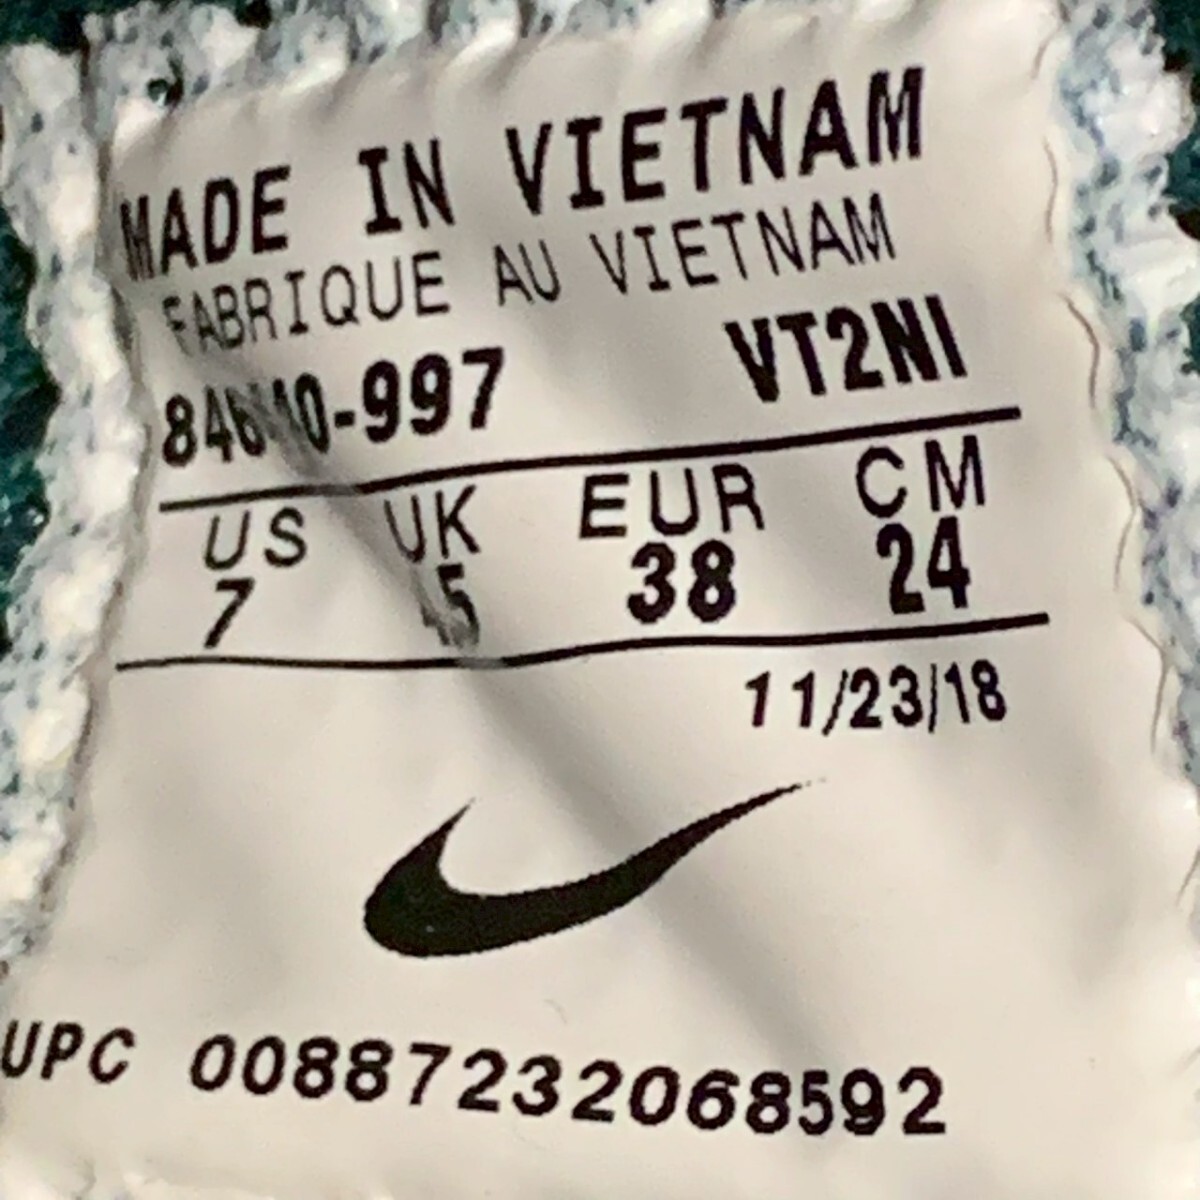 MADE IN VIETNAM
FABRIQUE AU VIETNAM
VT2NI
US UK EUR CM
7 38 24
11/23/18
UPC 00887232068592